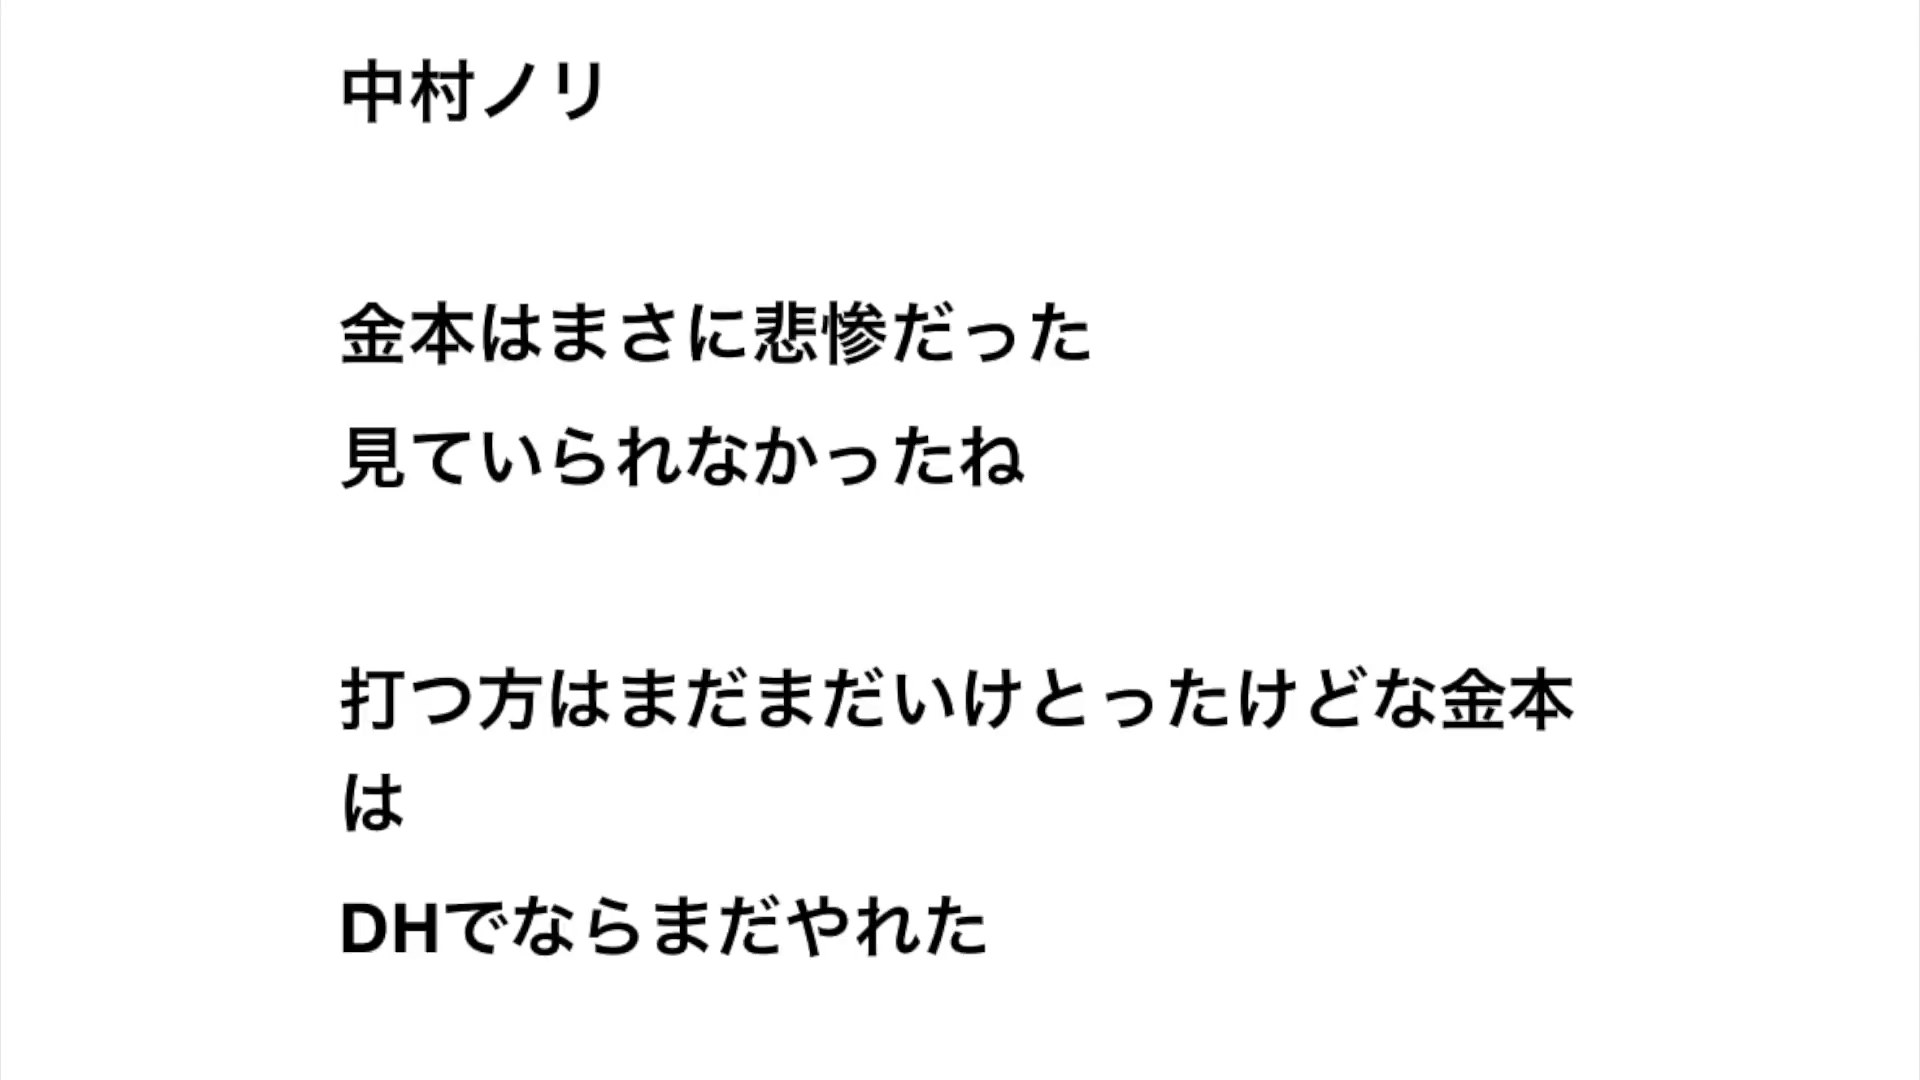 中村ノリ
金本はまさに悲惨だった
見ていられなかったね
打つ方はまだまだいけとったけどな金本
は
DHでならまだやれた